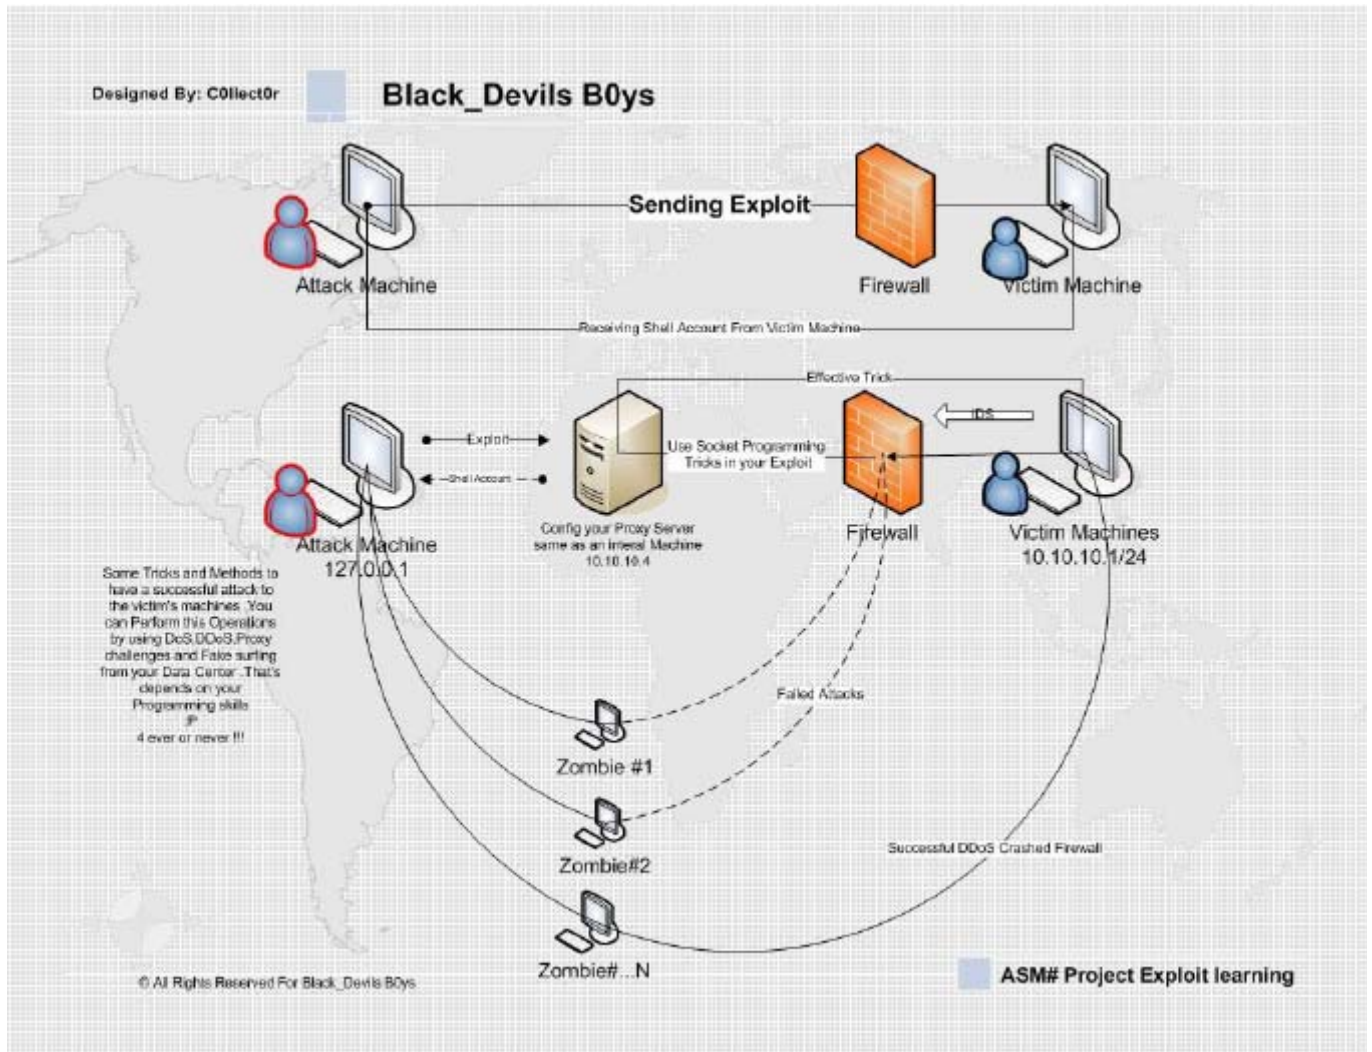 Designed By: C0llect0r
Black_Devils B0ys
Sending Exploit
Attack Machine
Firewall
Victim Machine
Receiving Shell Account From Victim Machine
Effective Trick
IDS
Exploit
Use Socket Programming
Tricks in your Exploit
Shell Account
Config your Proxy Server
same as an interal Machine
10.10.10.4
Attack Machine
127.0.0.1
Firewall
Victim Machines
10.10.10.1/24
Some Tricks and Methods to
have a successful attack to
the victim's machines .You
can Perform this Operations
by using DoS,DDoS,Proxy
challenges and Fake surfing
from your Data Center .That's
depends on your
Programming skills
;P
4 ever or never !!!
Failed Attacks
Zombie #1
Zombie#2
Successful DDoS Crashed Firewall
Zombie#...N
© All Rights Reserved For Black_Devils B0ys
ASM# Project Exploit learning